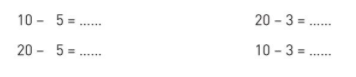 10 – 5 = ......
20 – 3 = ......
20 – 5 = ......
10 – 3 = ......